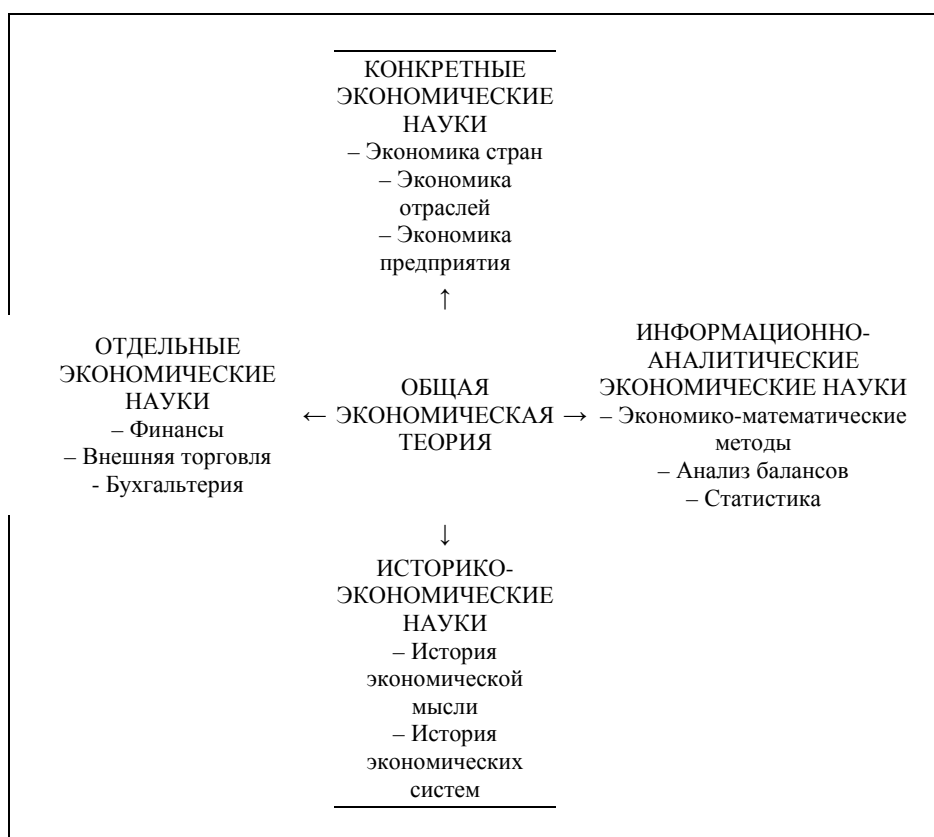 КОНКРЕТНЫЕ
ЭКОНОМИЧЕСКИЕ
НАУКИ
– Экономика стран
– Экономика
отраслей
– Экономика
предприятия
↑
ОТДЕЛЬНЫЕ
ЭКОНОМИЧЕСКИЕ
НАУКИ
– Финансы
– Внешняя торговля
- Бухгальтерия
←
ОБЩАЯ
ЭКОНОМИЧЕСКАЯ
ТЕОРИЯ
→
ИНФОРМАЦИОННО-
АНАЛИТИЧЕСКИЕ
ЭКОНОМИЧЕСКИЕ НАУКИ
– Экономико-математические
методы
– Анализ балансов
– Статистика
↓
ИСТОРИКО-
ЭКОНОМИЧЕСКИЕ
НАУКИ
– История
экономической
мысли
– История
экономических
систем